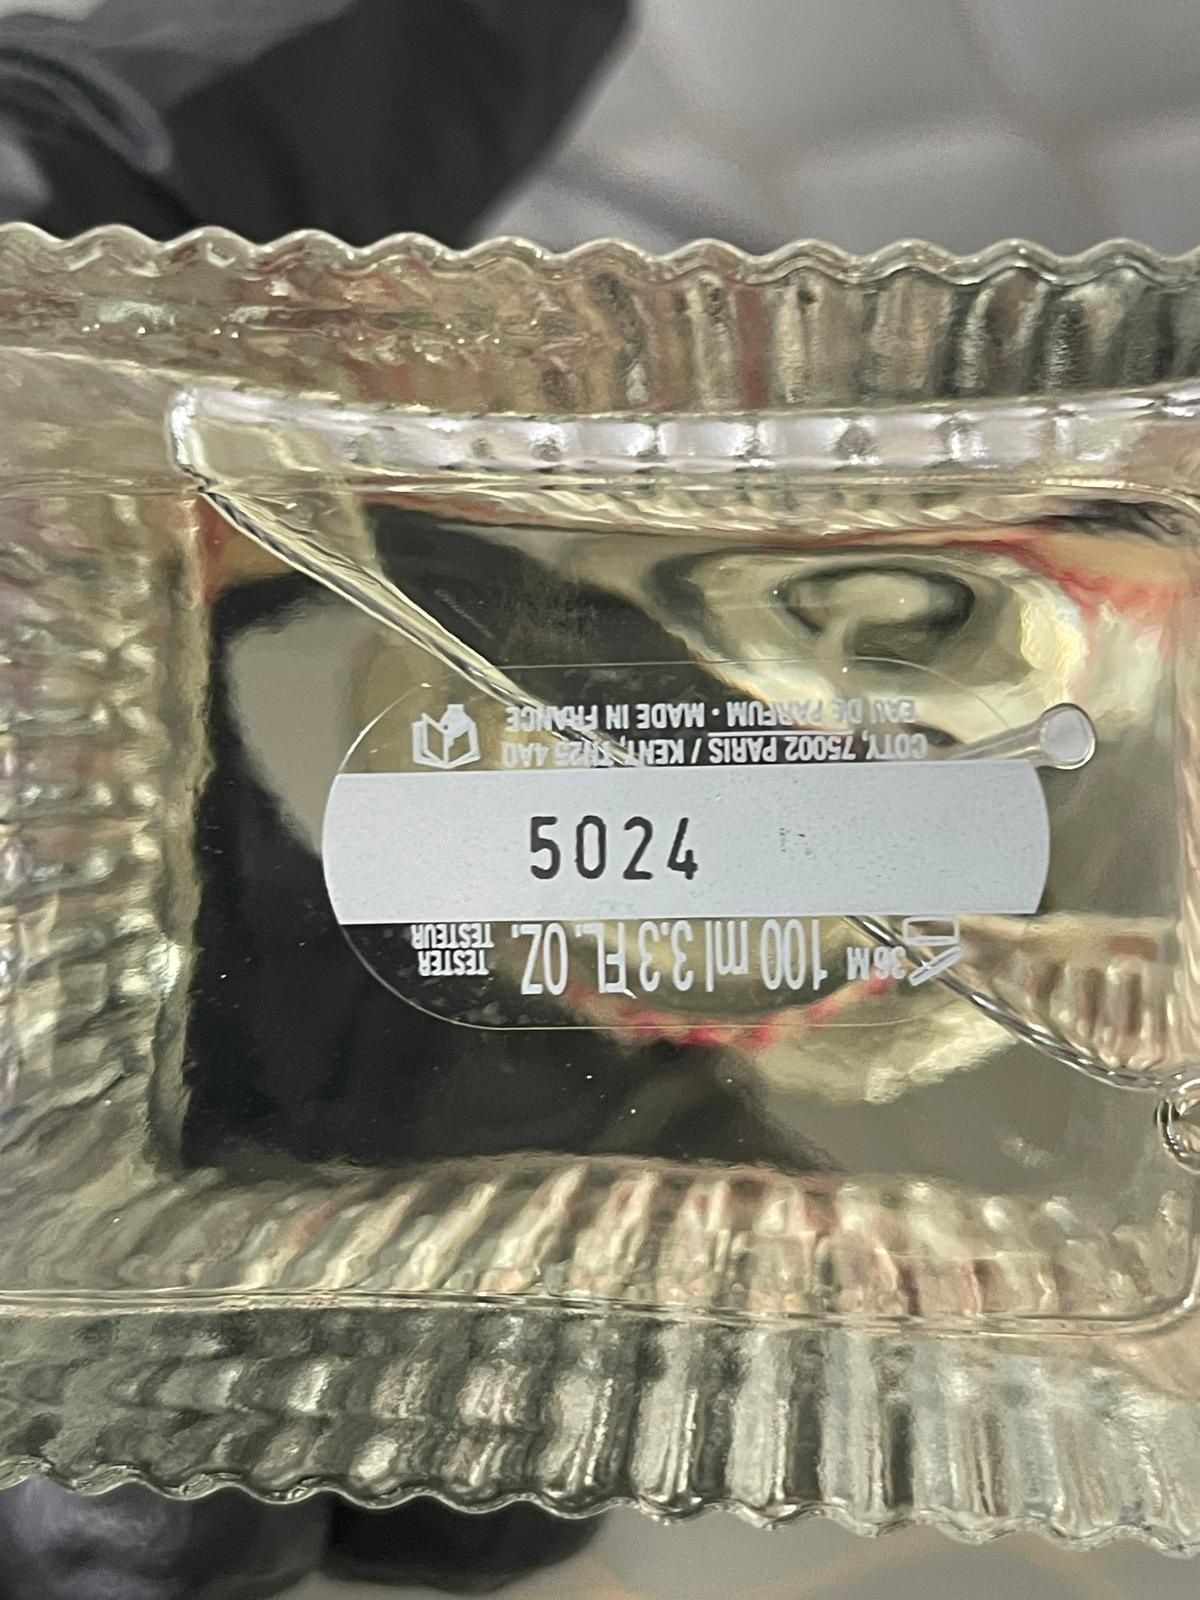 EAU DE PARFUM • MADE IN FRANCE
COTY, 75002 PARIS / KENT, TN25 4AQ
5024
36 M
100 ml 3.3 FL. OZ.
TESTER
TESTEUR